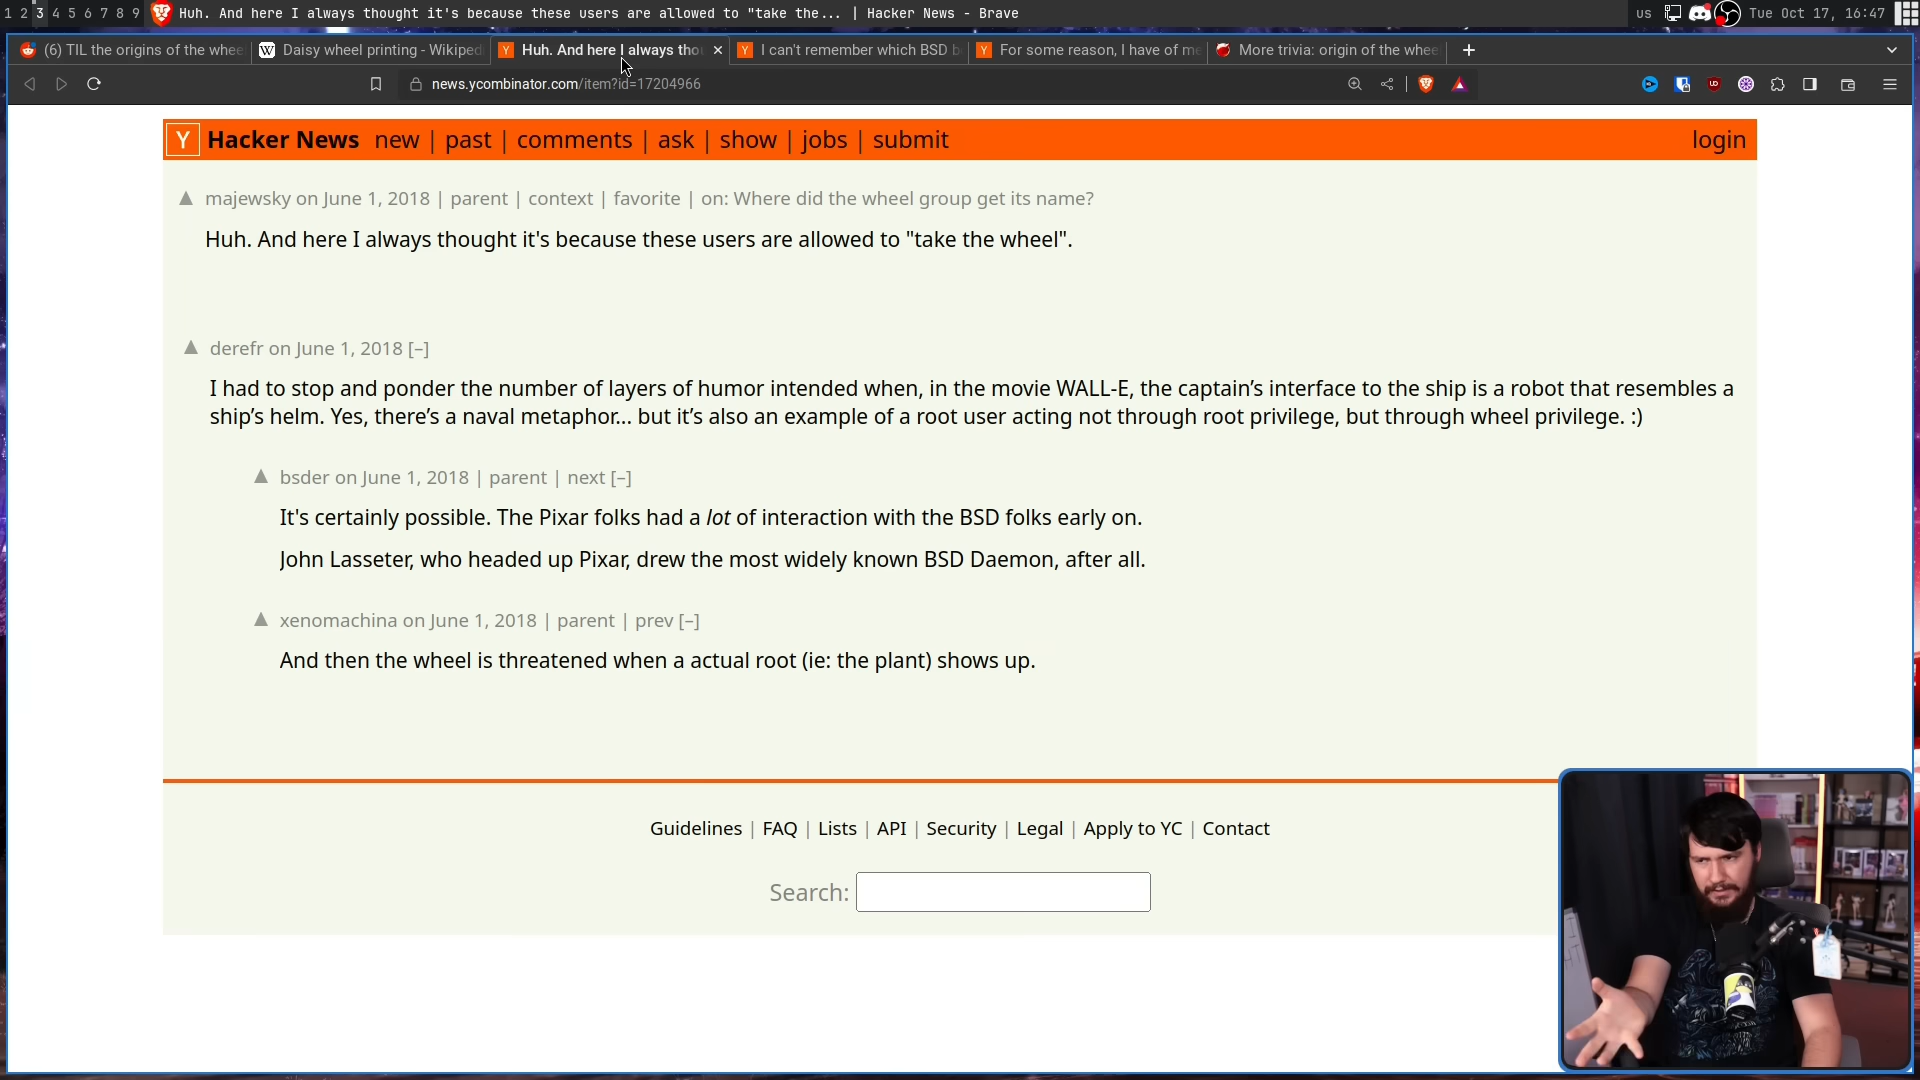 1 2 3 4 5 6 7 8 9 Huh. And here I always thought it's because these users are allowed to "take the... | Hacker News - Brave us Tue Oct 17, 16:47
(6) TIL the origins of the whee Daisy wheel printing - Wikiped Huh. And here I always tho I can't remember which BSD b For some reason, I have of me More trivia: origin of the whee
news.ycombinator.com/item?id=17204966
Y Hacker News new | past | comments | ask | show | jobs | submit login
majewsky on June 1, 2018 | parent | context | favorite | on: Where did the wheel group get its name?
Huh. And here I always thought it's because these users are allowed to "take the wheel".
derefr on June 1, 2018 [–]
I had to stop and ponder the number of layers of humor intended when, in the movie WALL-E, the captain’s interface to the ship is a robot that resembles a
ship’s helm. Yes, there’s a naval metaphor... but it’s also an example of a root user acting not through root privilege, but through wheel privilege. :)
bsder on June 1, 2018 | parent | next [–]
It's certainly possible. The Pixar folks had a lot of interaction with the BSD folks early on.
John Lasseter, who headed up Pixar, drew the most widely known BSD Daemon, after all.
xenomachina on June 1, 2018 | parent | prev [–]
And then the wheel is threatened when a actual root (ie: the plant) shows up.
Guidelines | FAQ | Lists | API | Security | Legal | Apply to YC | Contact
Search: